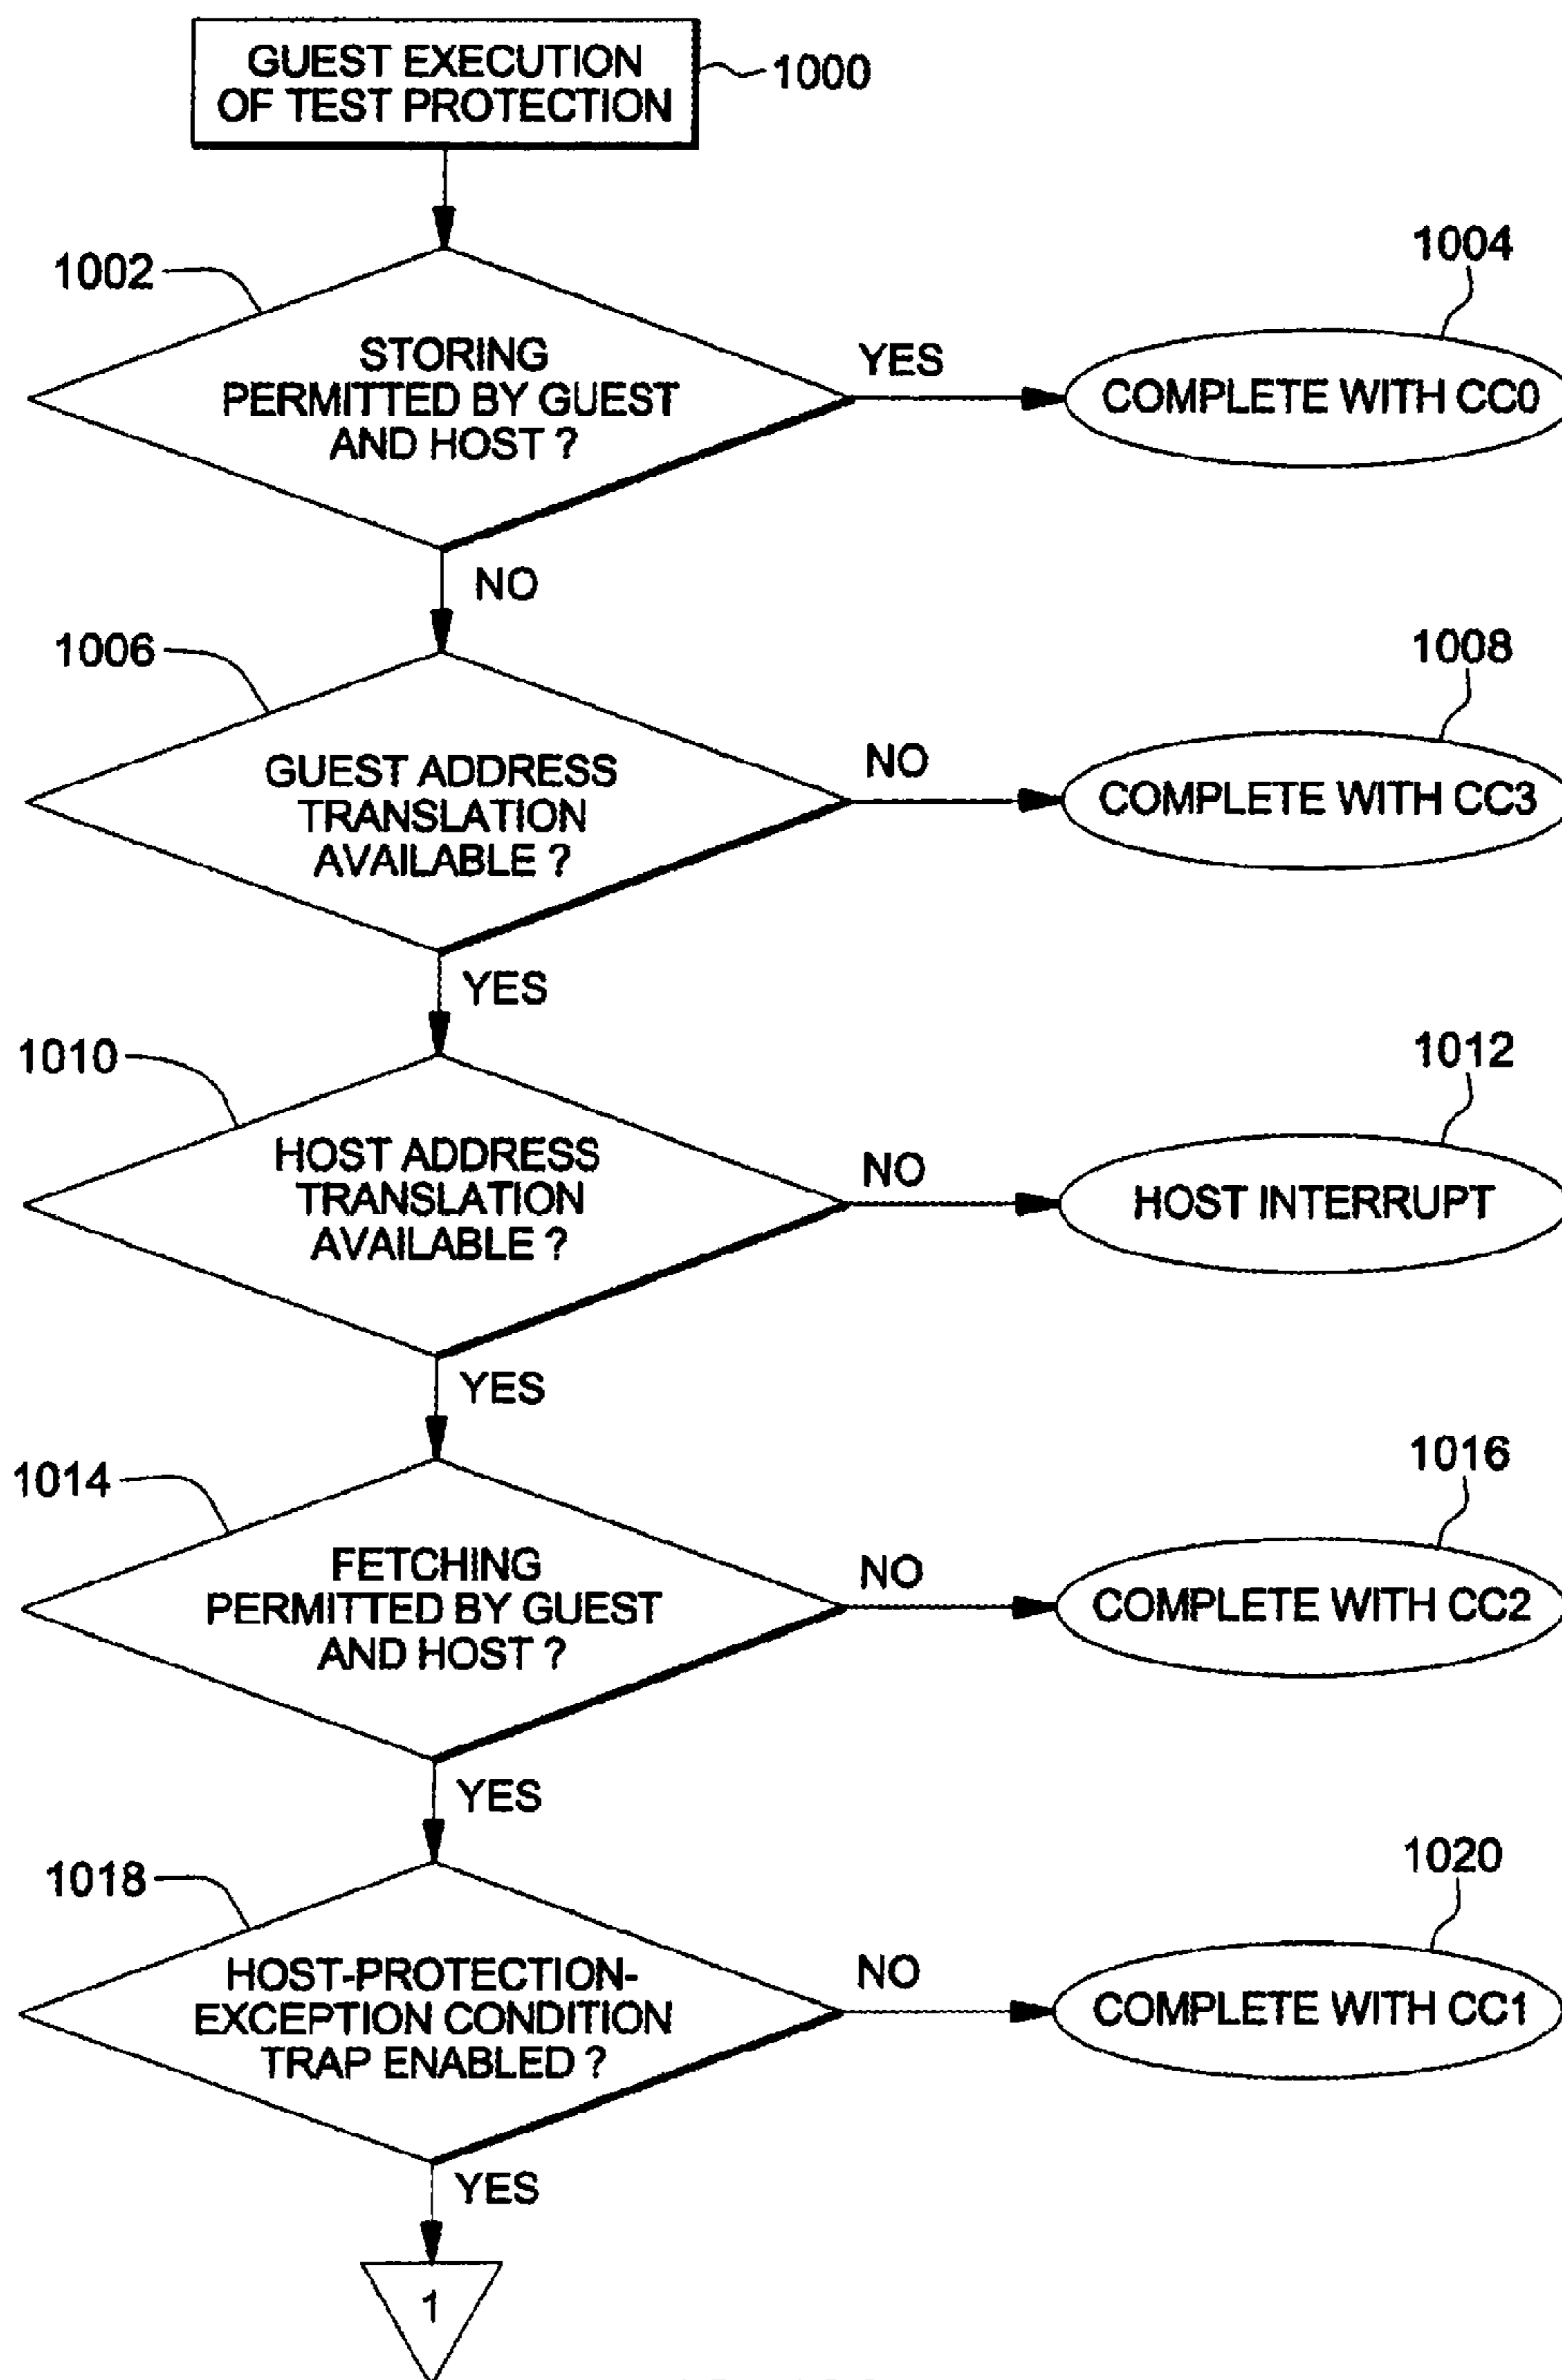 GUEST EXECUTION
OF TEST PROTECTION
1000
1002
STORING
PERMITTED BY GUEST
AND HOST ?
YES
1004
COMPLETE WITH CC0
NO
1006
GUEST ADDRESS
TRANSLATION
AVAILABLE ?
NO
1008
COMPLETE WITH CC3
YES
1010
HOST ADDRESS
TRANSLATION
AVAILABLE ?
NO
1012
HOST INTERRUPT
YES
1014
FETCHING
PERMITTED BY GUEST
AND HOST ?
NO
1016
COMPLETE WITH CC2
YES
1018
HOST-PROTECTION-
EXCEPTION CONDITION
TRAP ENABLED ?
NO
1020
COMPLETE WITH CC1
YES
1